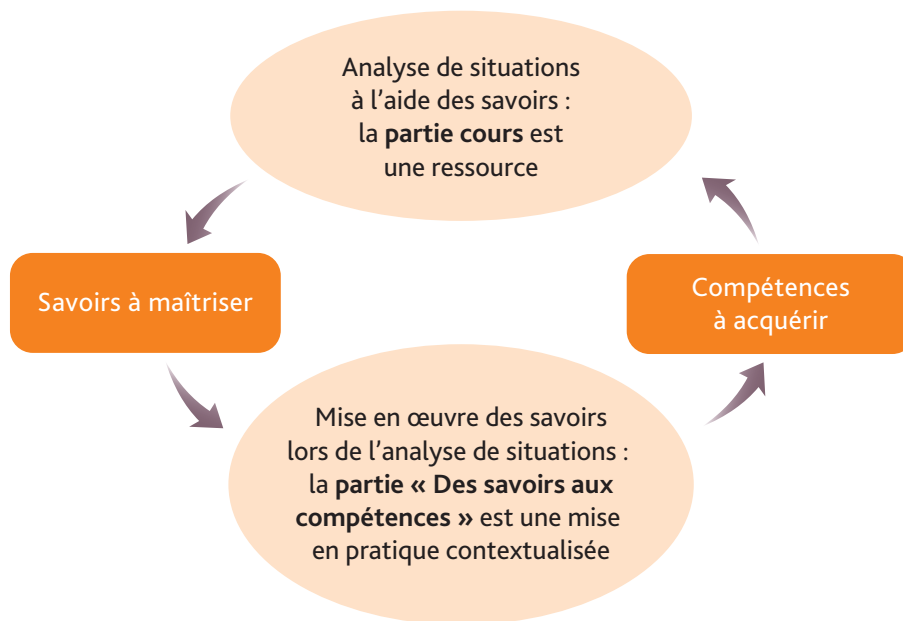 Analyse de situations
à l’aide des savoirs :
la partie cours est
une ressource
Savoirs à maîtriser
Compétences
à acquérir
Mise en œuvre des savoirs
lors de l’analyse de situations :
la partie « Des savoirs aux
compétences » est une mise
en pratique contextualisée